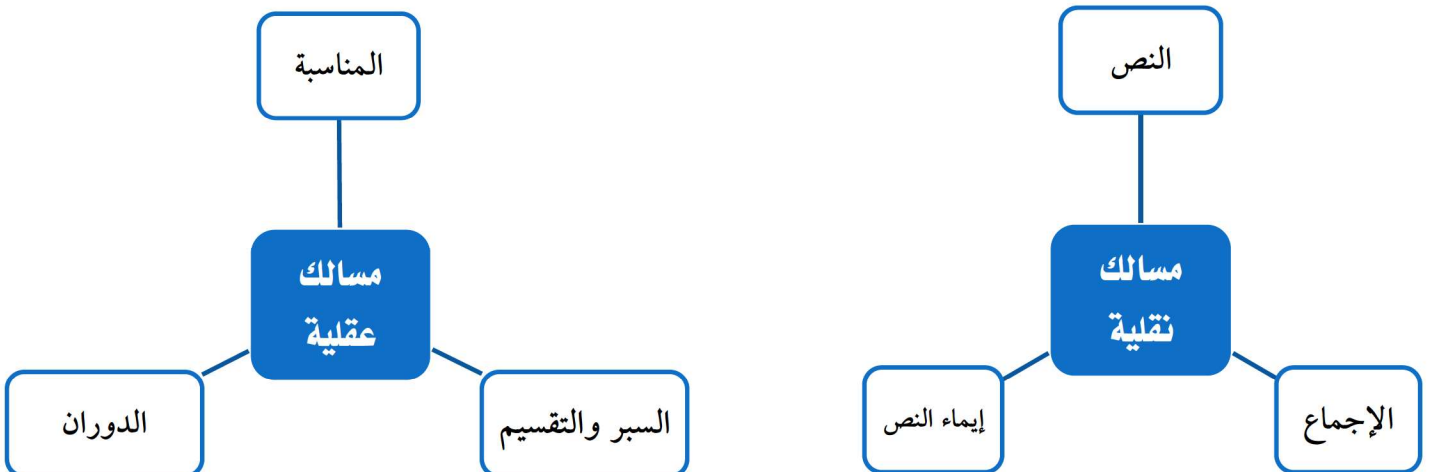 النص
مسالك
نقلية
الإجماع
إيماء النص
المناسبة
مسالك
عقلية
السبر والتقسيم
الدوران